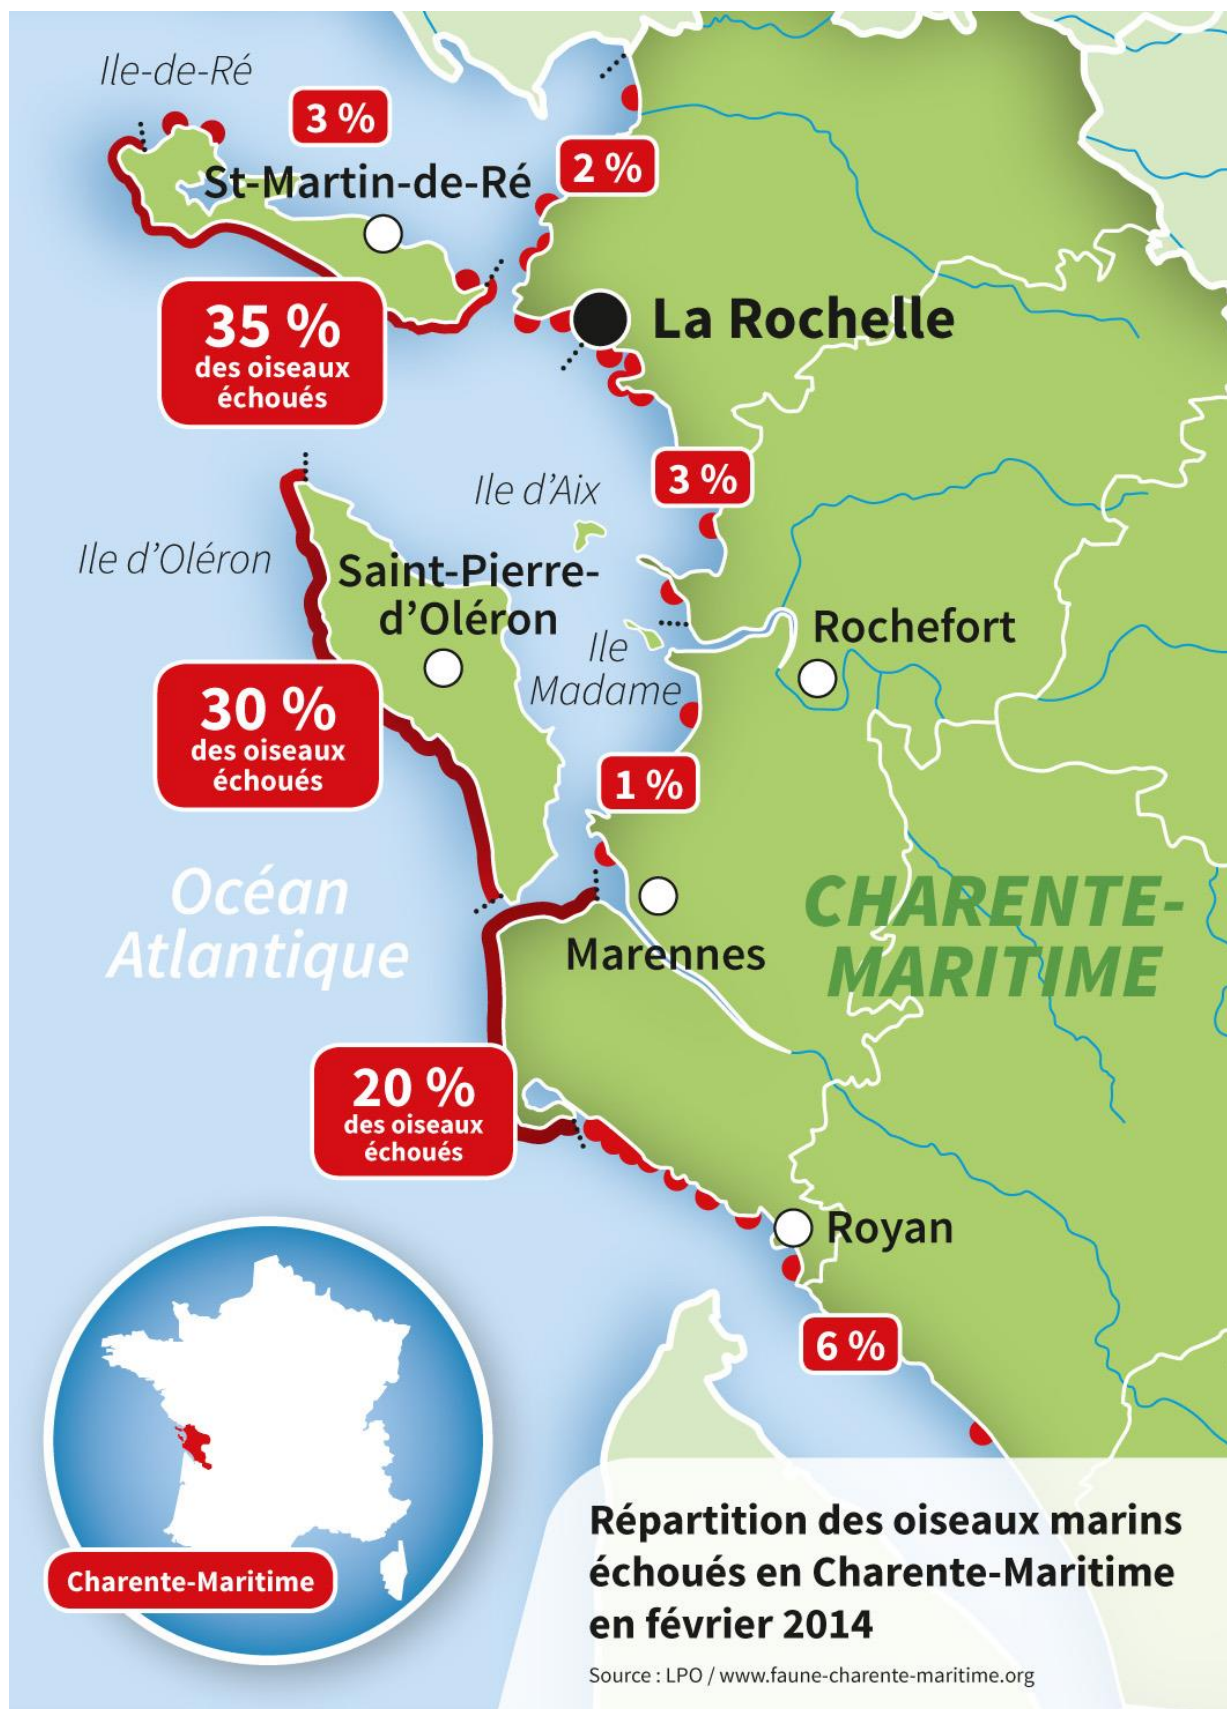 Ile-de-Ré
3 %
2 %
St-Martin-de-Ré
35 %
des oiseaux
échoués
La Rochelle
Ile d'Aix
3 %
Ile d'Oléron
Saint-Pierre-
d'Oléron
Ile
Madame
Rochefort
30 %
des oiseaux
échoués
1 %
Océan
Atlantique
CHARENTE-
MARITIME
Marennes
20 %
des oiseaux
échoués
Royan
6 %
Charente-Maritime
Répartition des oiseaux marins
échoués en Charente-Maritime
en février 2014
Source : LPO / www.faune-charente-maritime.org